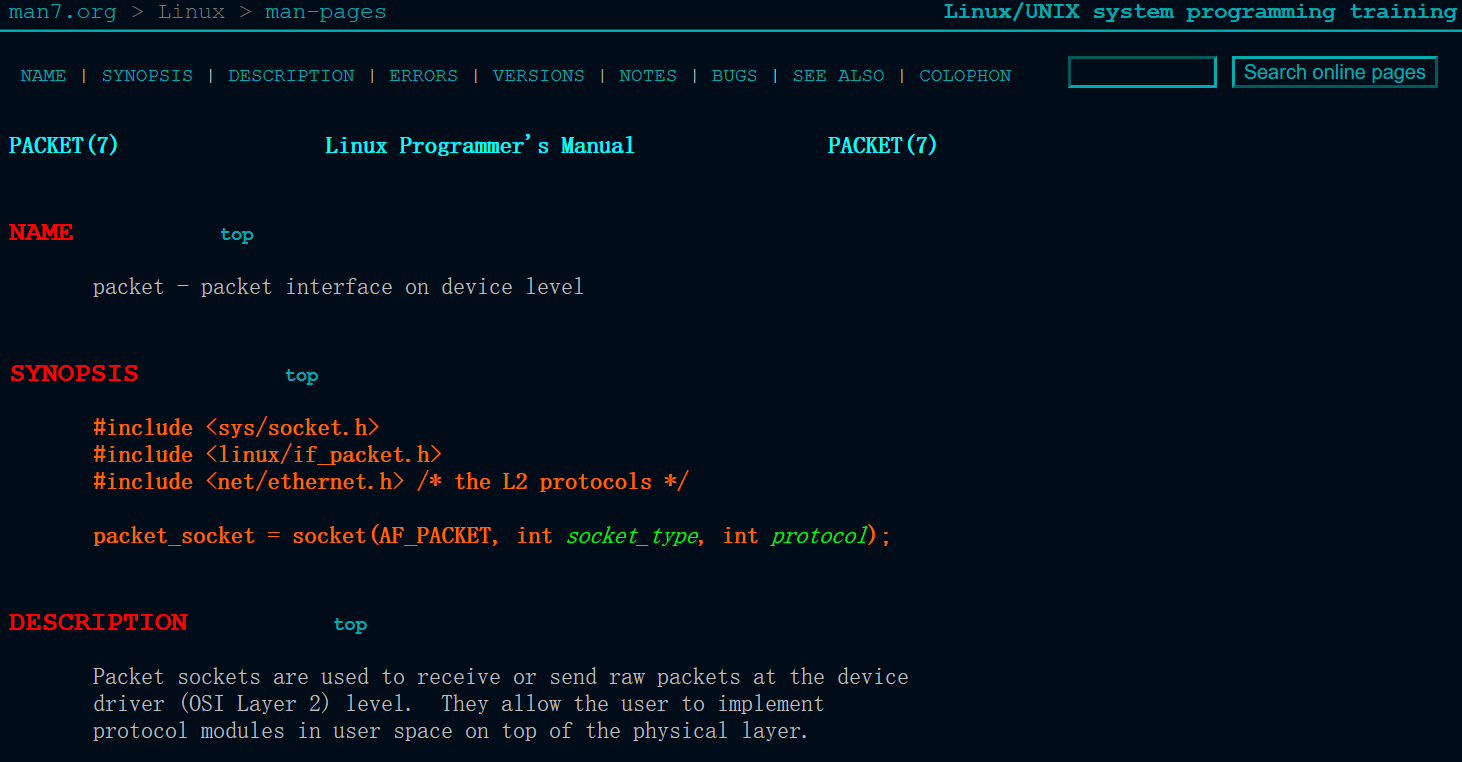 man7.org > Linux > man-pages
Linux/UNIX system programming training
NAME | SYNOPSIS | DESCRIPTION | ERRORS | VERSIONS | NOTES | BUGS | SEE ALSO | COLOPHON
Search online pages
PACKET(7) Linux Programmer's Manual PACKET(7)
NAME top
packet - packet interface on device level
SYNOPSIS top
#include <sys/socket.h>
#include <linux/if_packet.h>
#include <net/ethernet.h> /* the L2 protocols */
packet_socket = socket(AF_PACKET, int socket_type, int protocol);
DESCRIPTION top
Packet sockets are used to receive or send raw packets at the device
driver (OSI Layer 2) level. They allow the user to implement
protocol modules in user space on top of the physical layer.